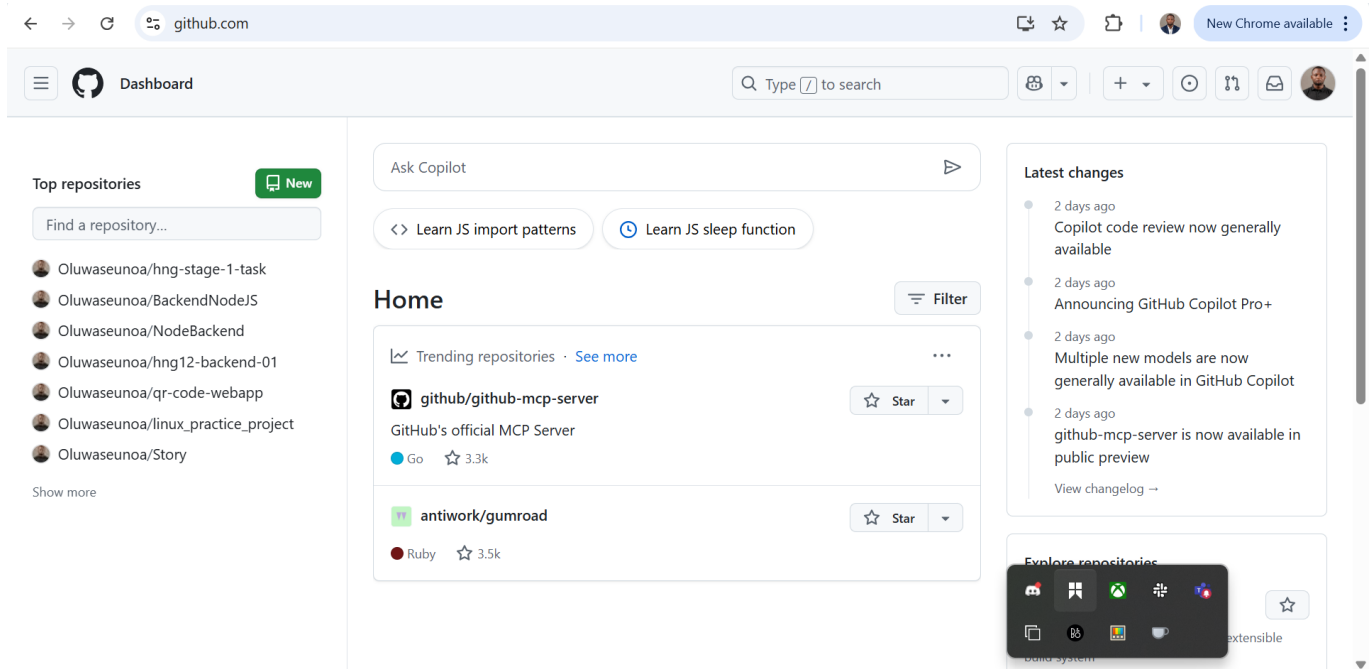 github.com
New Chrome available
Dashboard
Type / to search
Top repositories
New
Find a repository...
Oluwaseunoa/hng-stage-1-task
Oluwaseunoa/BackendNodeJS
Oluwaseunoa/NodeBackend
Oluwaseunoa/hng12-backend-01
Oluwaseunoa/qr-code-webapp
Oluwaseunoa/linux_practice_project
Oluwaseunoa/Story
Show more
Ask Copilot
Learn JS import patterns
Learn JS sleep function
Home
Filter
Trending repositories · See more
github/github-mcp-server
Star
GitHub's official MCP Server
Go
3.3k
antiwork/gumroad
Star
Ruby
3.5k
Latest changes
2 days ago
Copilot code review now generally
available
2 days ago
Announcing GitHub Copilot Pro+
2 days ago
Multiple new models are now
generally available in GitHub Copilot
2 days ago
github-mcp-server is now available in
public preview
View changelog →
Explore repositories
extensible
build system